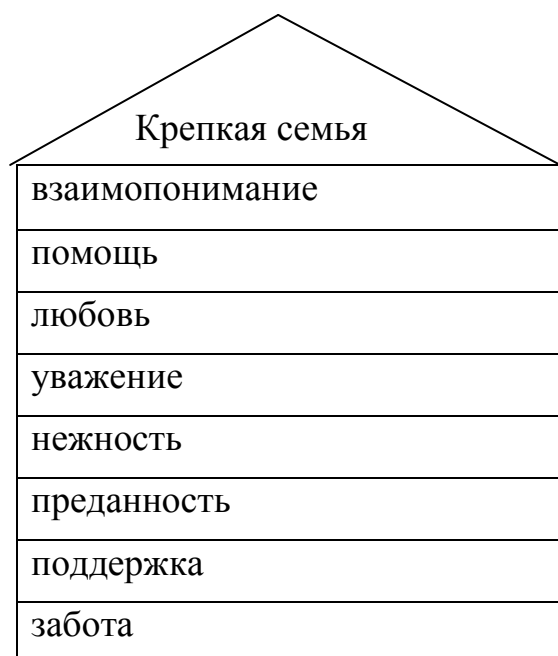 Крепкая семья
взаимопонимание
помощь
любовь
уважение
нежность
преданность
поддержка
забота